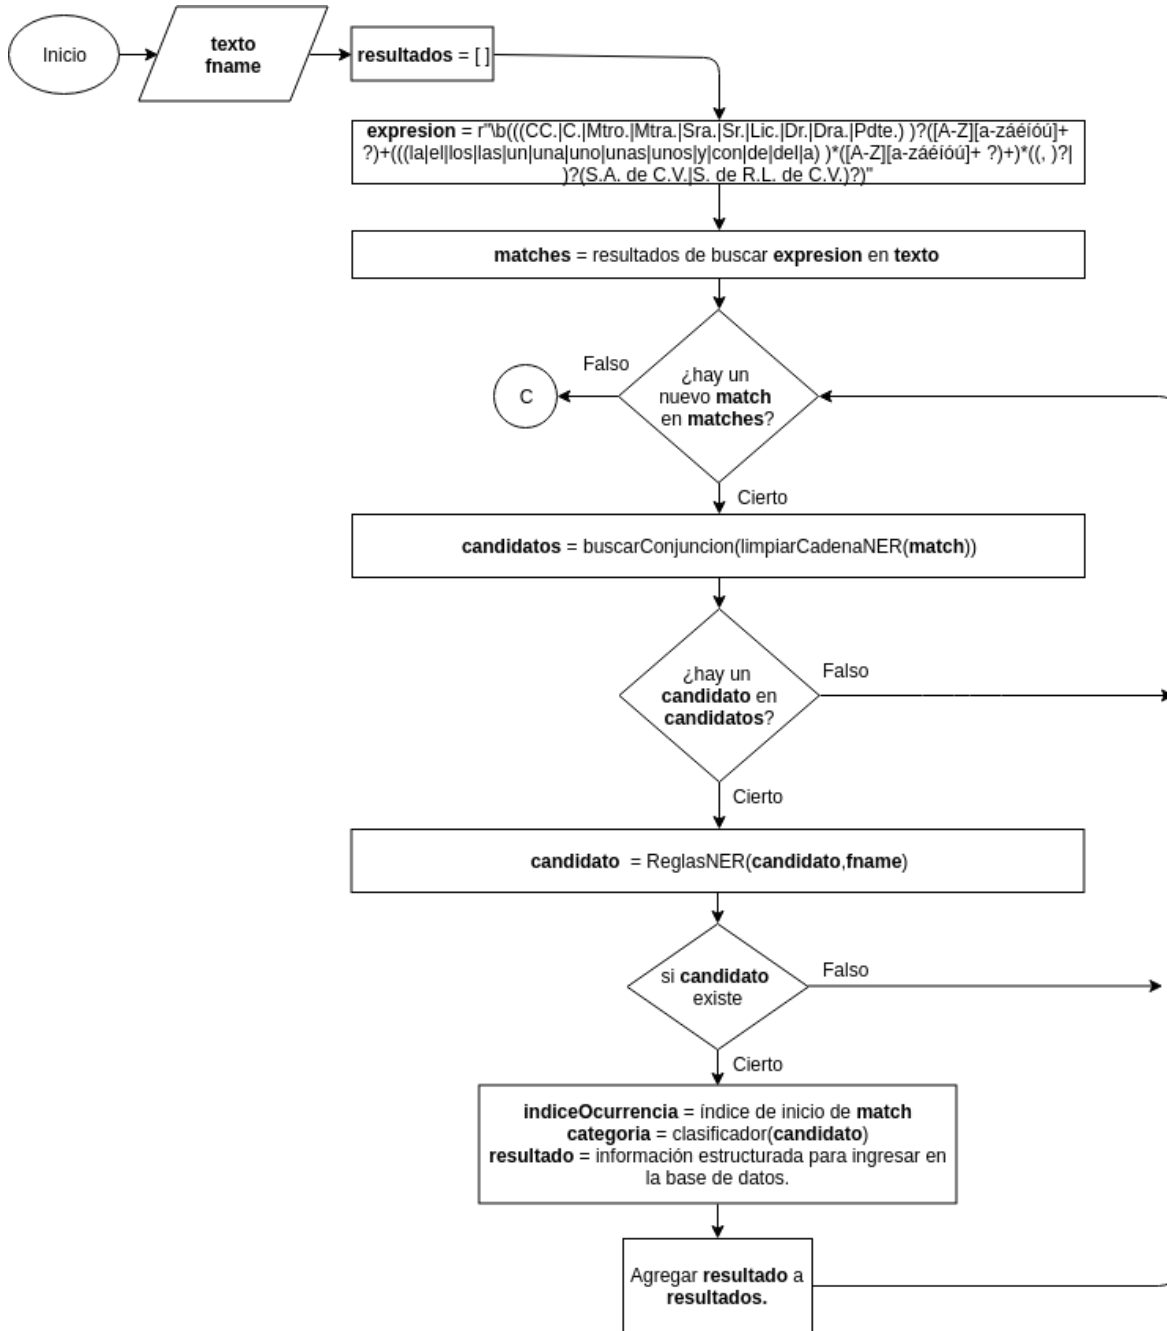 Inicio
texto
fname
resultados = [ ]
expresion = r"\b(((CC.|C.|Mtro.|Mtra.|Sra.|Sr.|Lic.|Dr.|Dra.|Pdte.) )?([A-Z][a-záéíóú]+
?)+(((la|el|los|las|un|una|uno|unas|unos|y|con|de|del|a) )*([A-Z][a-záéíóú]+ ?)+)*((, )?|
)?(S.A. de C.V.|S. de R.L. de C.V.)?)"
matches = resultados de buscar expresion en texto
¿hay un
nuevo match
en matches?
Falso
C
Cierto
candidatos = buscarConjuncion(limpiarCadenaNER(match))
¿hay un
candidato en
candidatos?
Falso
Cierto
candidato = ReglasNER(candidato,fname)
si candidato
existe
Falso
Cierto
indiceOcurrencia = índice de inicio de match
categoria = clasificador(candidato)
resultado = información estructurada para ingresar en
la base de datos.
Agregar resultado a
resultados.